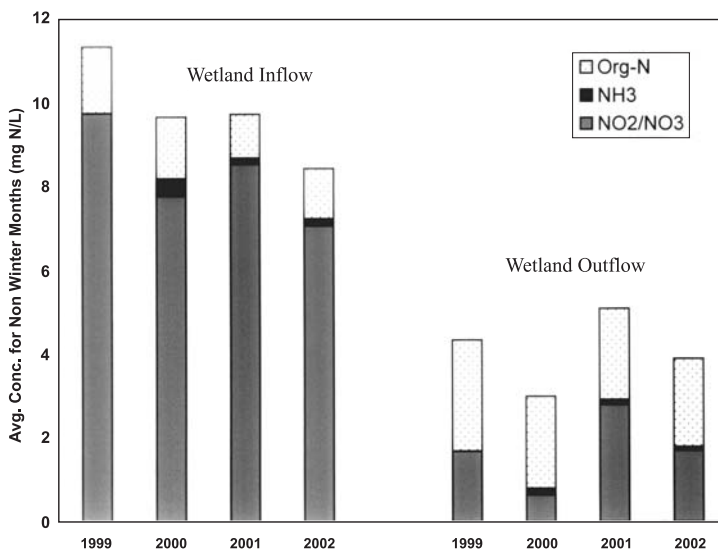 12
10
8
6
4
2
0
Avg. Conc. for Non Winter Months (mg N/L)
Wetland Inflow
Org-N
NH3
NO2/NO3
Wetland Outflow
1999 2000 2001 2002 1999 2000 2001 2002